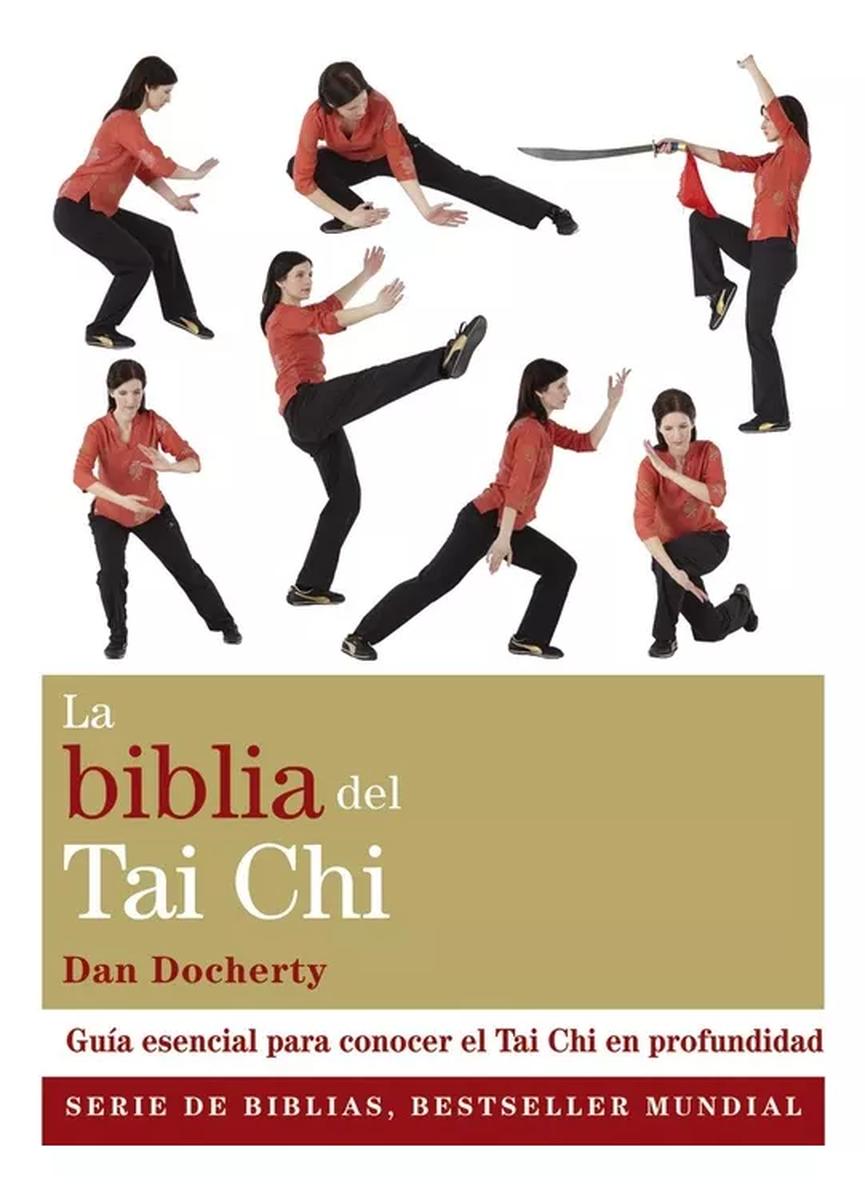 La
biblia del
Tai Chi
Dan Docherty
Guía esencial para conocer el Tai Chi en profundidad
SERIE DE BIBLIAS, BESTSELLER MUNDIAL